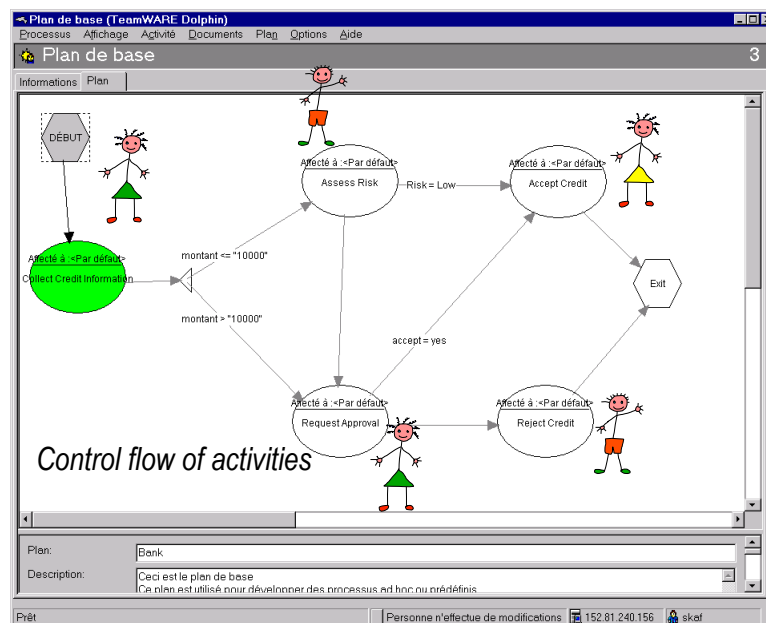 Plan de base (TeamWARE Dolphin)
Processus Affichage Activité Documents Plan Options Aide
Plan de base 3
Informations Plan
DÉBUT
Affecté à :<Par défaut>
Assess Risk
Risk = Low
Affecté à :<Par défaut>
Accept Credit
Affecté à :<Par défaut>
Collect Credit Information
montant <= "10000"
montant > "10000"
Exit
accept = yes
Affecté à :<Par défaut>
Request Approval
Affecté à :<Par défaut>
Reject Credit
Control flow of activities
Plan: Bank
Description: Ceci est le plan de base
Ce plan est utilisé pour développer des processus ad hoc ou prédéfinis
Prêt Personne n'effectue de modifications 152.81.240.156 skaf